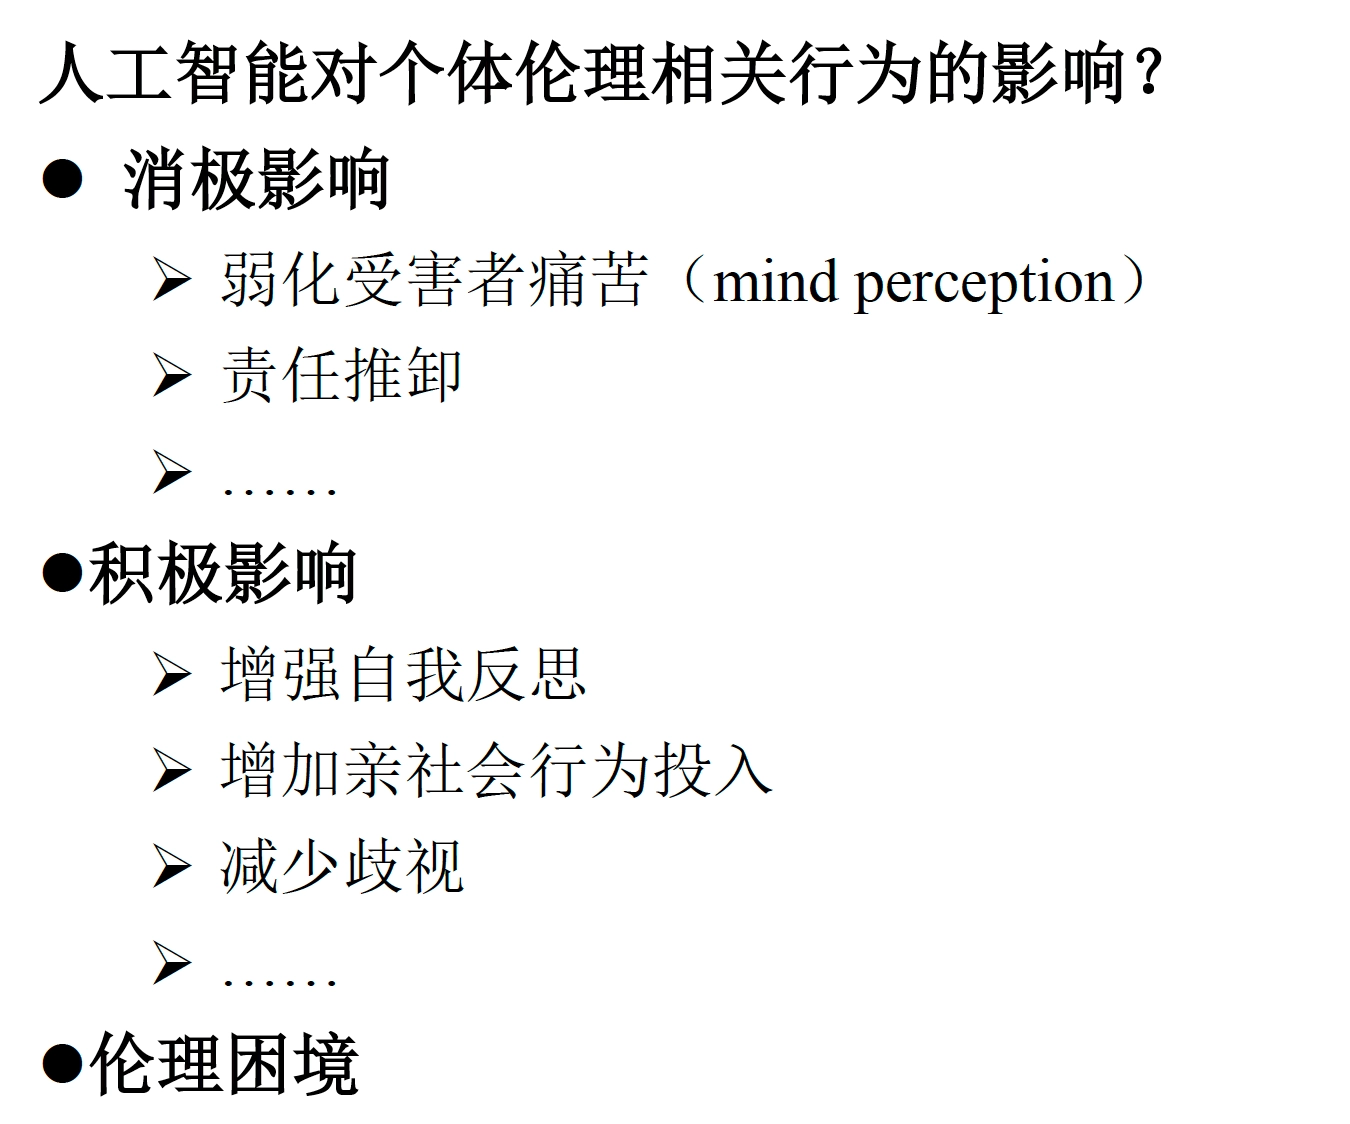 人工智能对个体伦理相关行为的影响？
● 消极影响
➢ 弱化受害者痛苦（mind perception）
➢ 责任推卸
➢ ……
●积极影响
➢ 增强自我反思
➢ 增加亲社会行为投入
➢ 减少歧视
➢ ……
●伦理困境